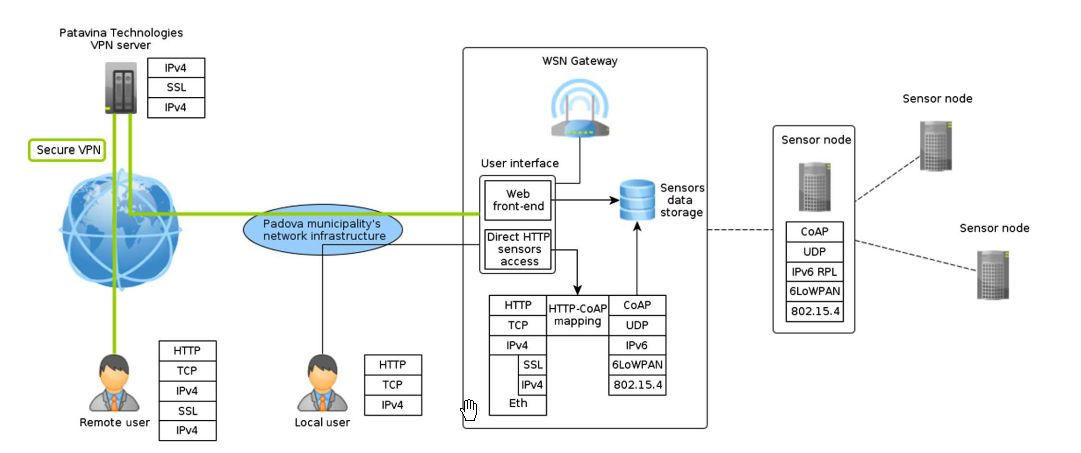 Patavina Technologies
VPN server
IPv4
SSL
IPv4
Secure VPN
Padova municipality's
network infrastructure
Remote user
HTTP
TCP
IPv4
SSL
IPv4
Local user
HTTP
TCP
IPv4
WSN Gateway
User interface
Web
front-end
Direct HTTP
sensors
access
Sensors
data
storage
HTTP
TCP
IPv4
SSL
IPv4
Eth
HTTP-CoAP
mapping
CoAP
UDP
IPv6
6LoWPAN
802.15.4
Sensor node
CoAP
UDP
IPv6 RPL
6LoWPAN
802.15.4
Sensor node
Sensor node